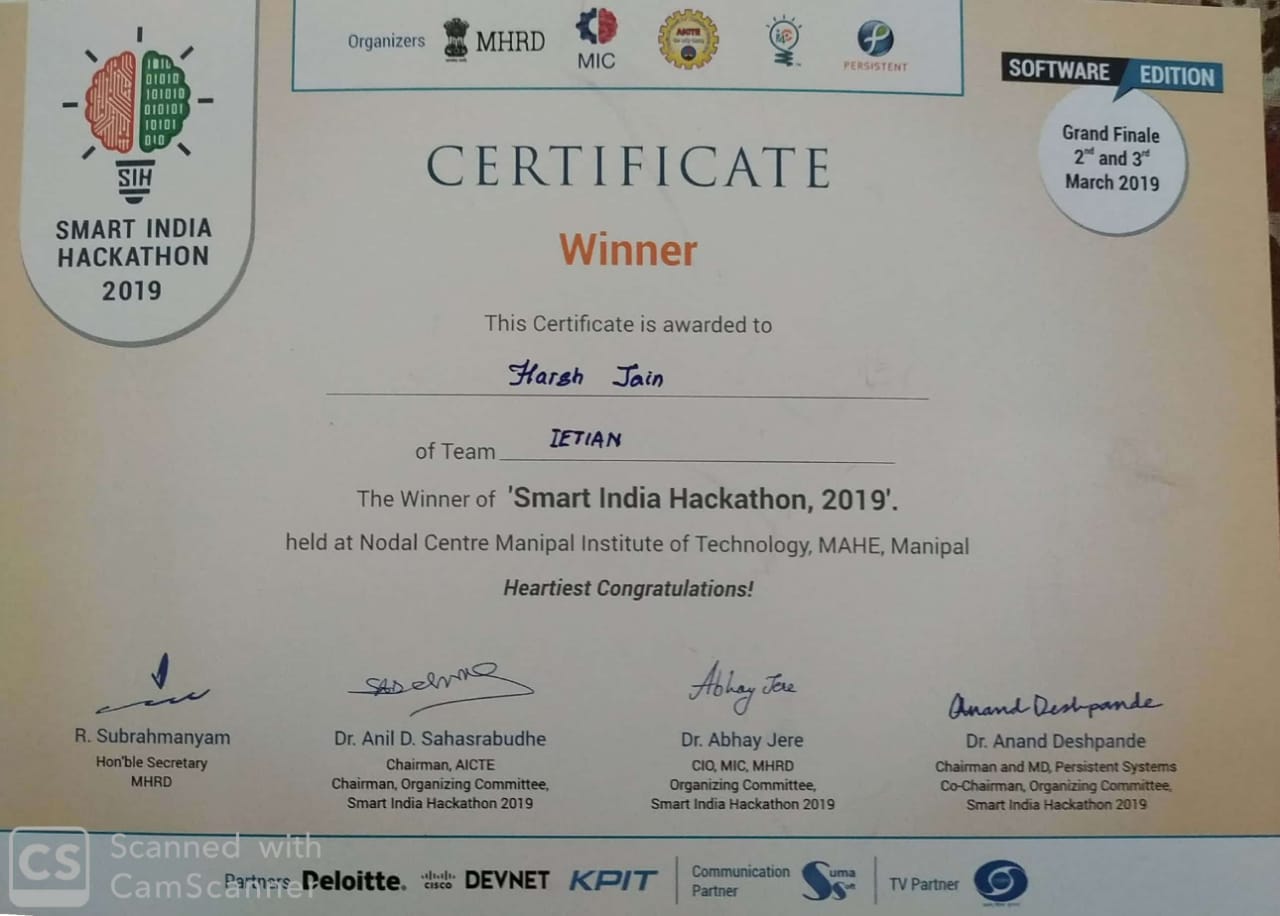 SIH
SMART INDIA
HACKATHON
2019
Organizers MHRD MIC AICTE PERSISTENT
SOFTWARE EDITION
Grand Finale
2nd and 3rd
March 2019
CERTIFICATE
Winner
This Certificate is awarded to
Harsh Jain
of Team IETIAN
The Winner of 'Smart India Hackathon, 2019'.
held at Nodal Centre Manipal Institute of Technology, MAHE, Manipal
Heartiest Congratulations!
Abhay Jere
Anand Deshpande
R. Subrahmanyam
Hon'ble Secretary
MHRD
Dr. Anil D. Sahasrabudhe
Chairman, AICTE
Chairman, Organizing Committee,
Smart India Hackathon 2019
Dr. Abhay Jere
CIO, MIC, MHRD
Organizing Committee,
Smart India Hackathon 2019
Dr. Anand Deshpande
Chairman and MD, Persistent Systems
Co-Chairman, Organizing Committee,
Smart India Hackathon 2019
CS Scanned with
CamScanner
Partners Deloitte. cisco DEVNET KPIT
Communication
Partner
Suma
Soft
TV Partner